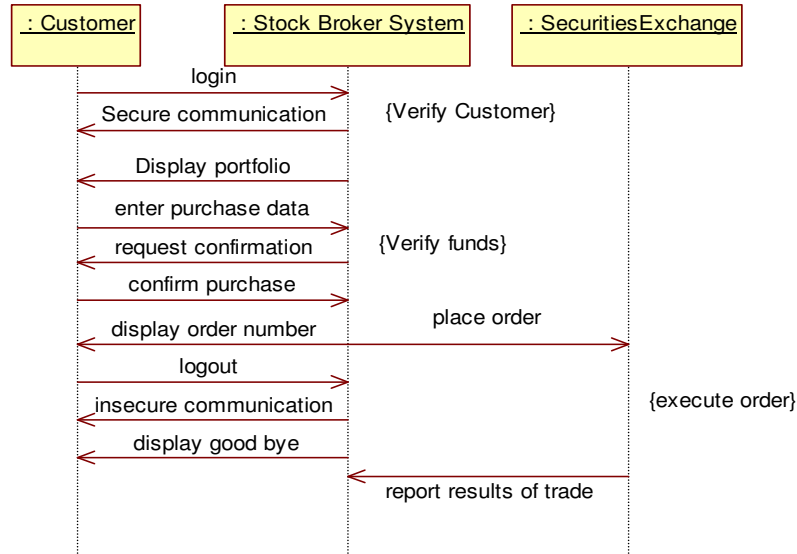 : Customer
: Stock Broker System
: SecuritiesExchange
login
Secure communication
{Verify Customer}
Display portfolio
enter purchase data
request confirmation
{Verify funds}
confirm purchase
display order number
place order
logout
insecure communication
{execute order}
display good bye
report results of trade